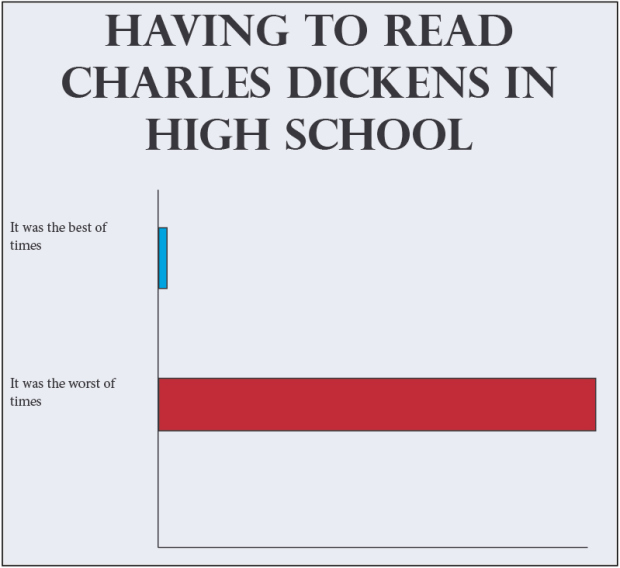 HAVING TO READ
CHARLES DICKENS IN
HIGH SCHOOL
It was the best of
times
It was the worst of
times